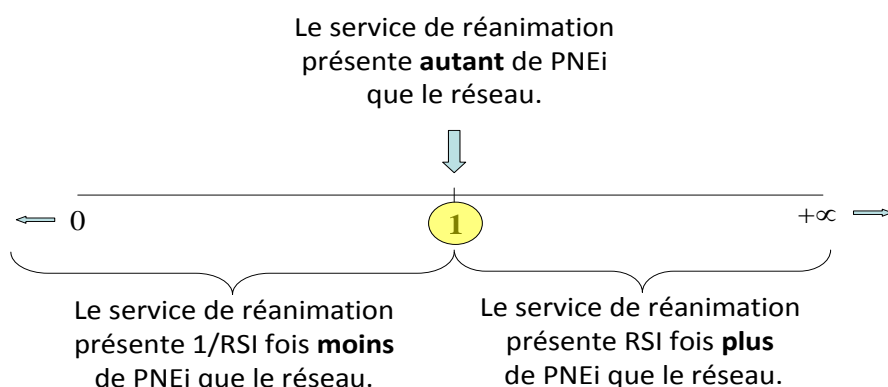 Le service de réanimation
présente autant de PNEi
que le réseau.
0
1
+∞
Le service de réanimation
présente 1/RSI fois moins
de PNEi que le réseau.
Le service de réanimation
présente RSI fois plus
de PNEi que le réseau.